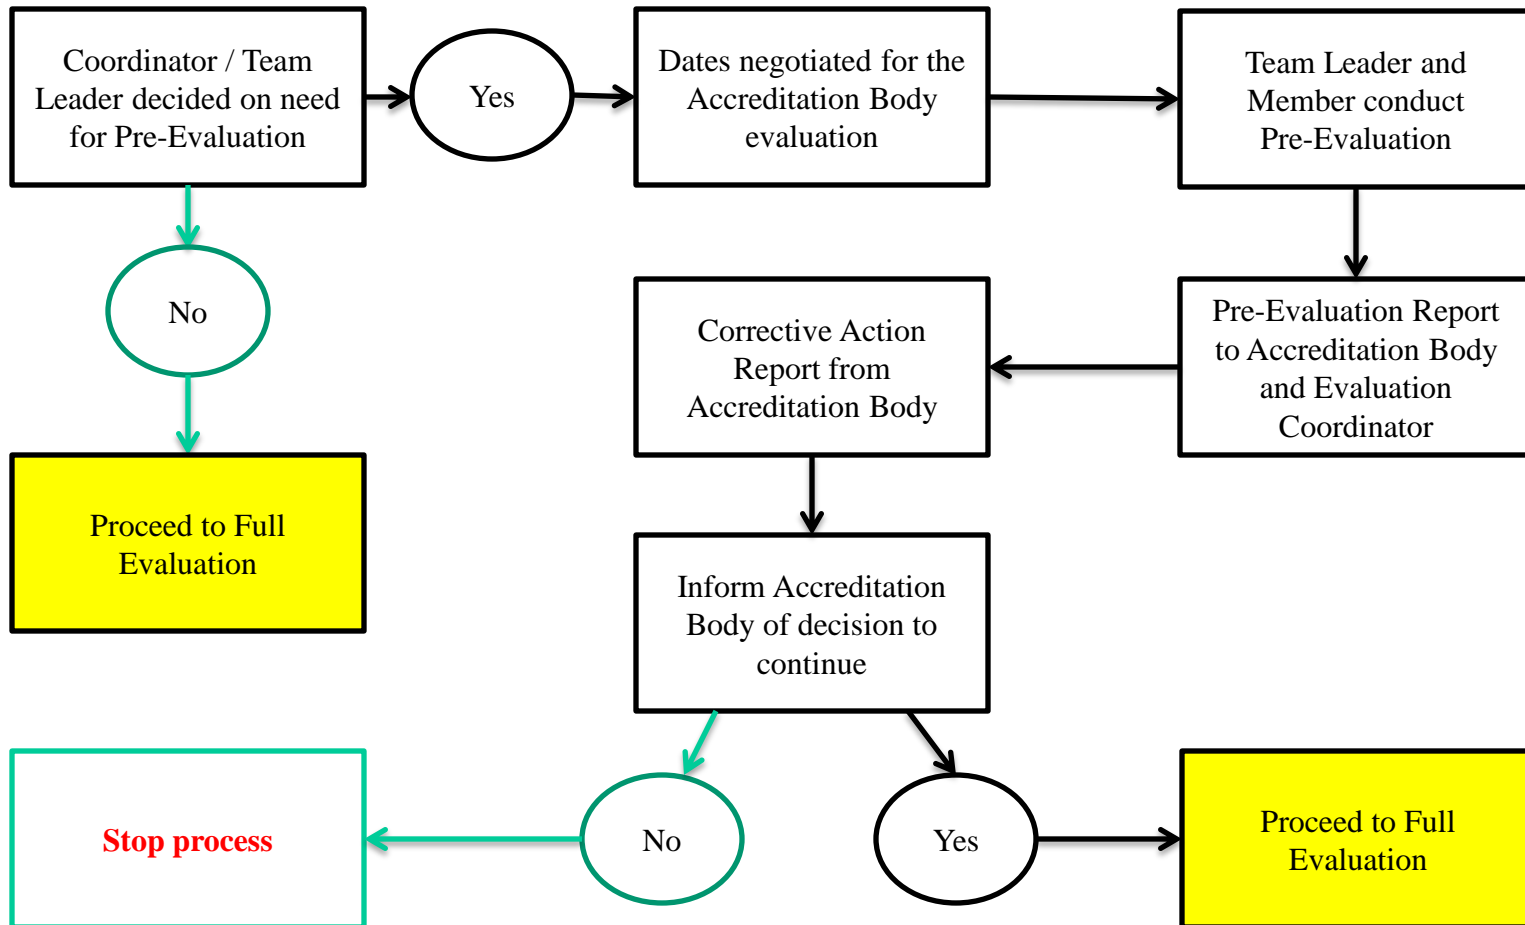 Coordinator / Team
Leader decided on need
for Pre-Evaluation
Yes
Dates negotiated for the
Accreditation Body
evaluation
Team Leader and
Member conduct
Pre-Evaluation
No
Corrective Action
Report from
Accreditation Body
Pre-Evaluation Report
to Accreditation Body
and Evaluation
Coordinator
Proceed to Full
Evaluation
Inform Accreditation
Body of decision to
continue
Stop process
No
Yes
Proceed to Full
Evaluation